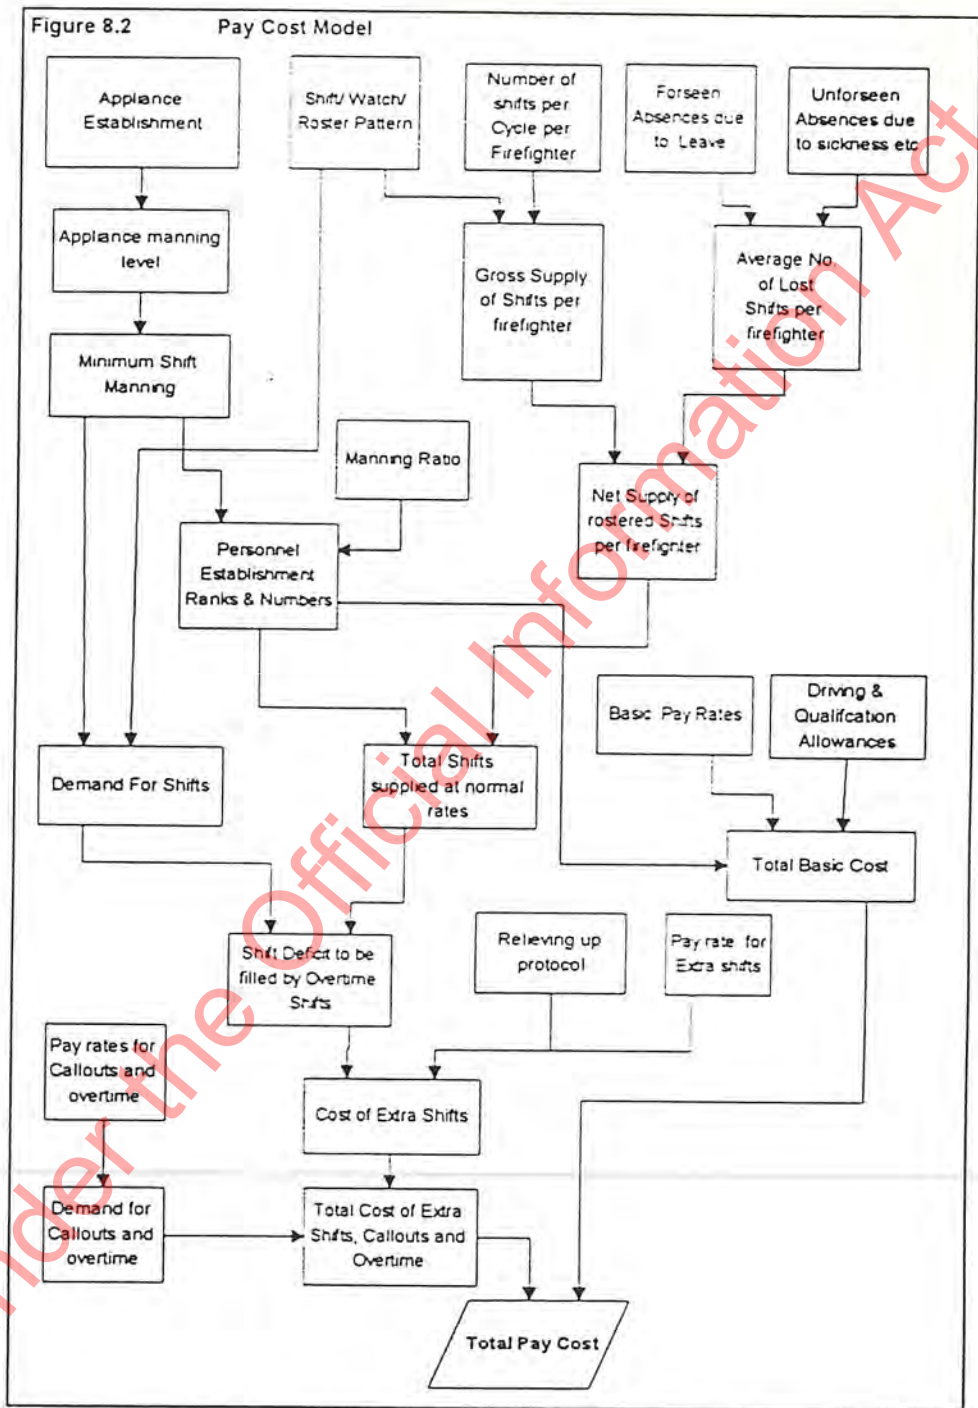 Figure 8.2 Pay Cost Model
Appliance
Establishment
Shift/ Watch/
Roster Pattern
Number of
shifts per
Cycle per
Firefighter
Forseen
Absences due
to Leave
Unforseen
Absences due
to sickness etc
Appliance manning
level
Gross Supply
of Shifts per
firefighter
Average No.
of Lost
Shifts per
firefighter
Minimum Shift
Manning
Manning Ratio
Net Supply of
rostered Shifts
per firefighter
Personnel
Establishment
Ranks & Numbers
Basic Pay Rates
Driving &
Qualifcation
Allowances
Demand For Shifts
Total Shifts
supplied at normal
rates
Total Basic Cost
Shift Deficit to be
filled by Overtime
Shifts
Relieving up
protocol
Pay rate for
Extra shifts
Pay rates for
Callouts and
overtime
Cost of Extra Shifts
Demand for
Callouts and
overtime
Total Cost of Extra
Shifts, Callouts and
Overtime
Total Pay Cost
under the Official Information Act